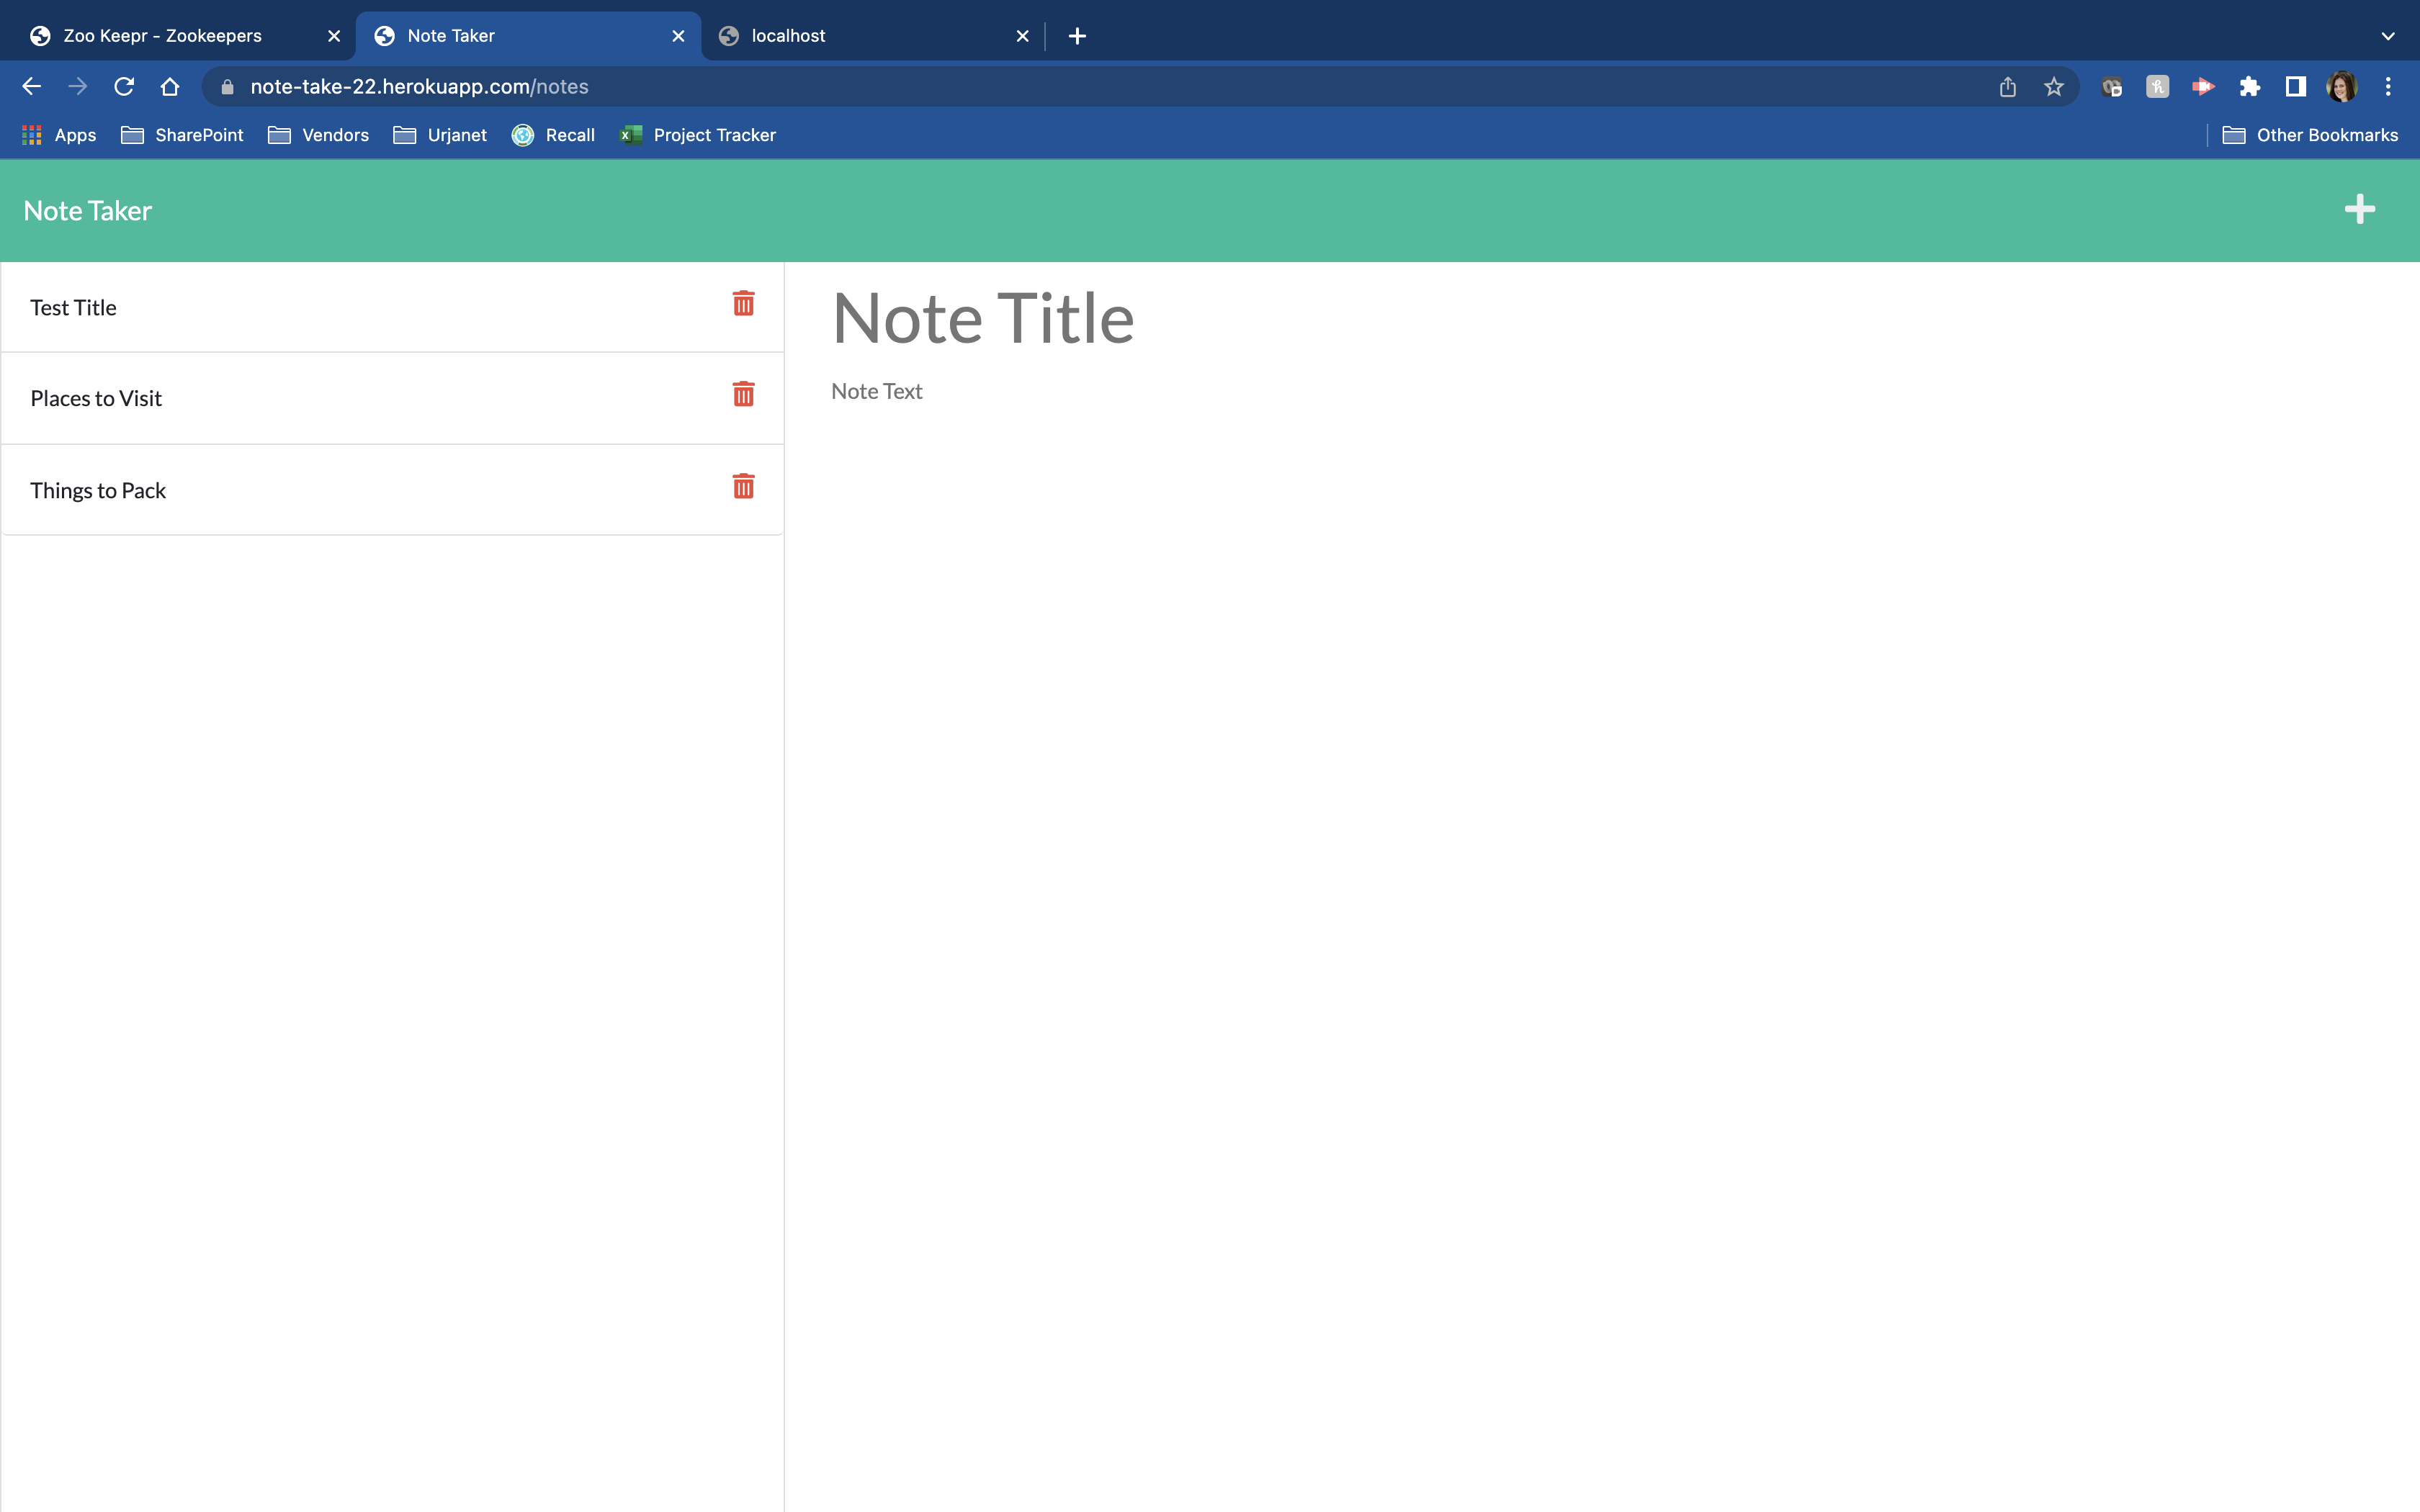 Zoo Keepr - Zookeepers Note Taker localhost
note-take-22.herokuapp.com/notes
Apps SharePoint Vendors Urjanet Recall Project Tracker Other Bookmarks
Note Taker
Test Title
Places to Visit
Things to Pack
Note Title
Note Text